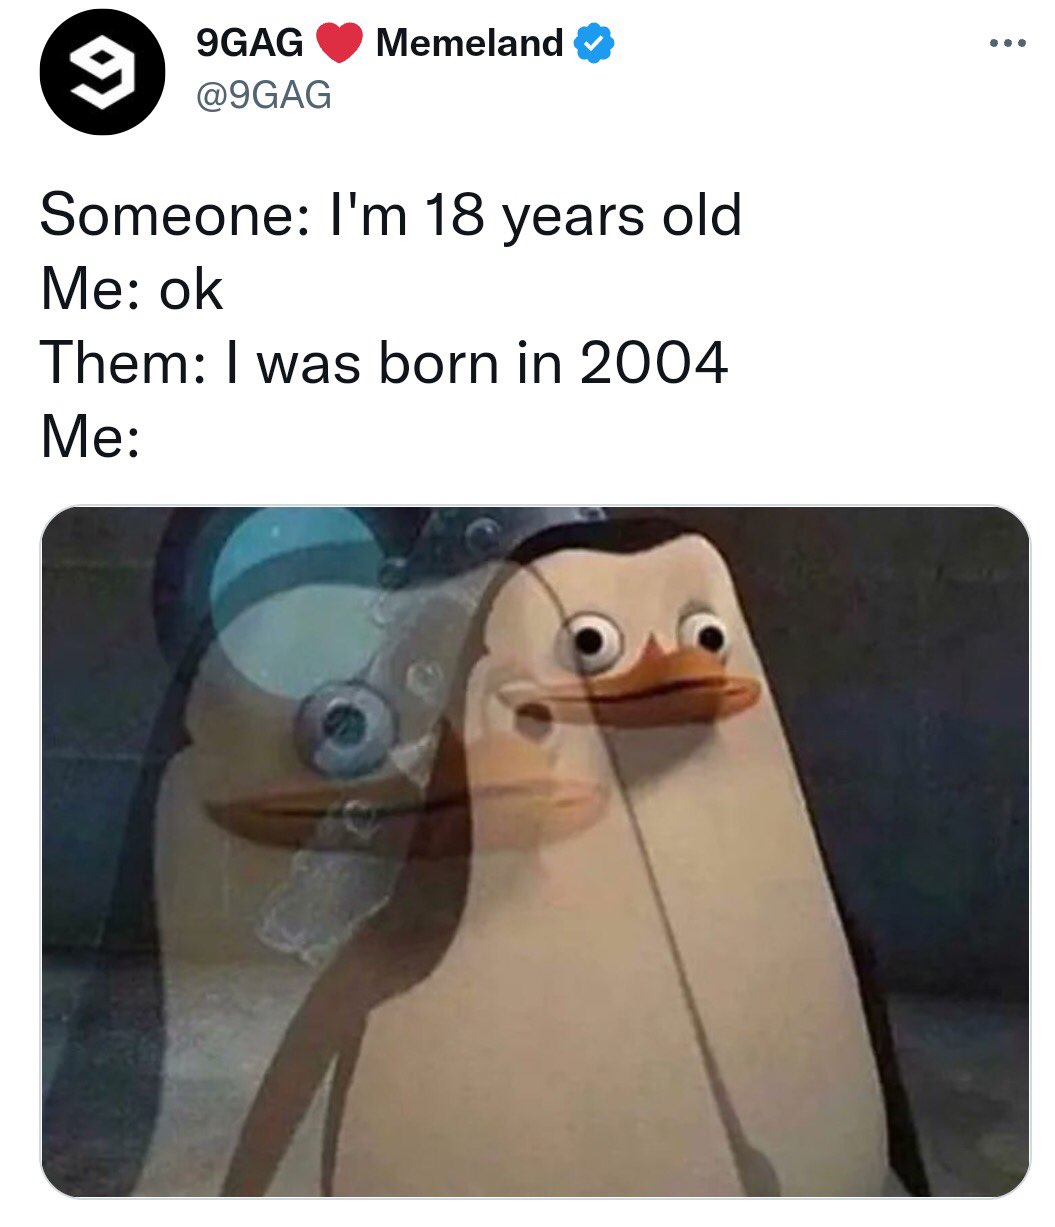 9GAG ❤️ Memeland
@9GAG
Someone: I'm 18 years old
Me: ok
Them: I was born in 2004
Me: